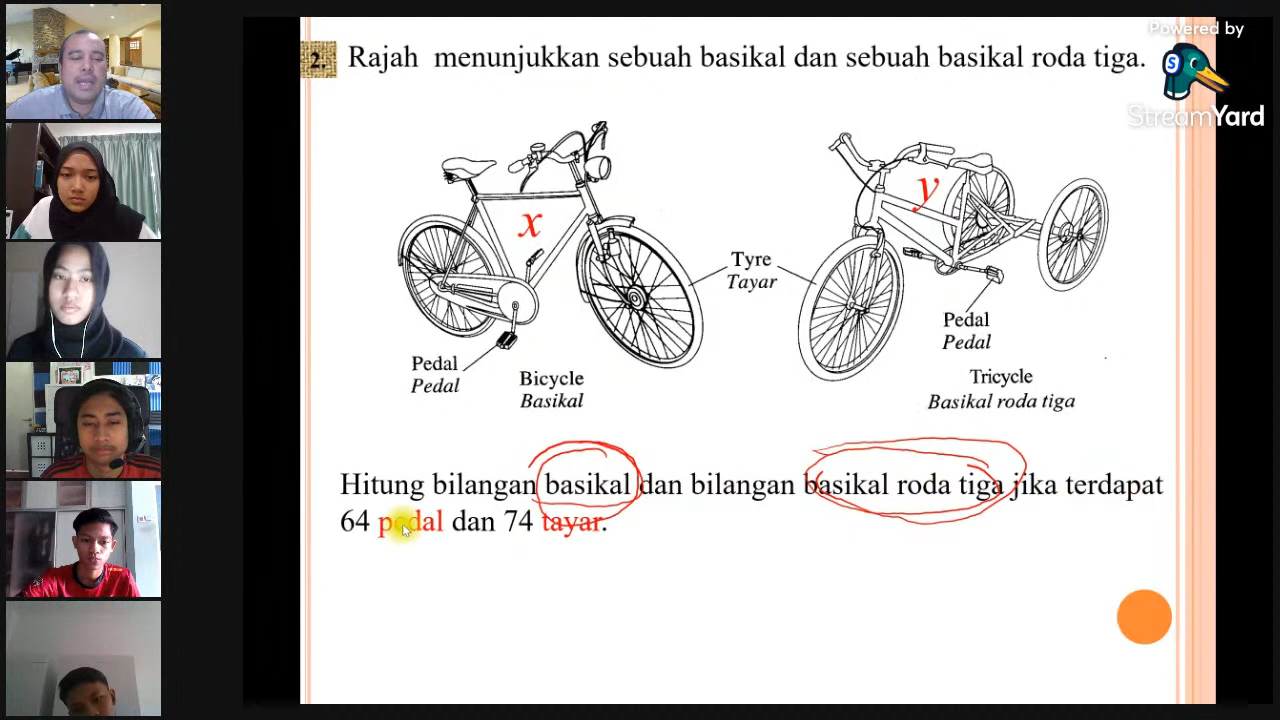 2. Rajah menunjukkan sebuah basikal dan sebuah basikal roda tiga.
Powered by
StreamYard
x
y
Tyre
Tayar
Pedal
Pedal
Bicycle
Basikal
Pedal
Pedal
Tricycle
Basikal roda tiga
Hitung bilangan basikal dan bilangan basikal roda tiga jika terdapat
64 pedal dan 74 tayar.